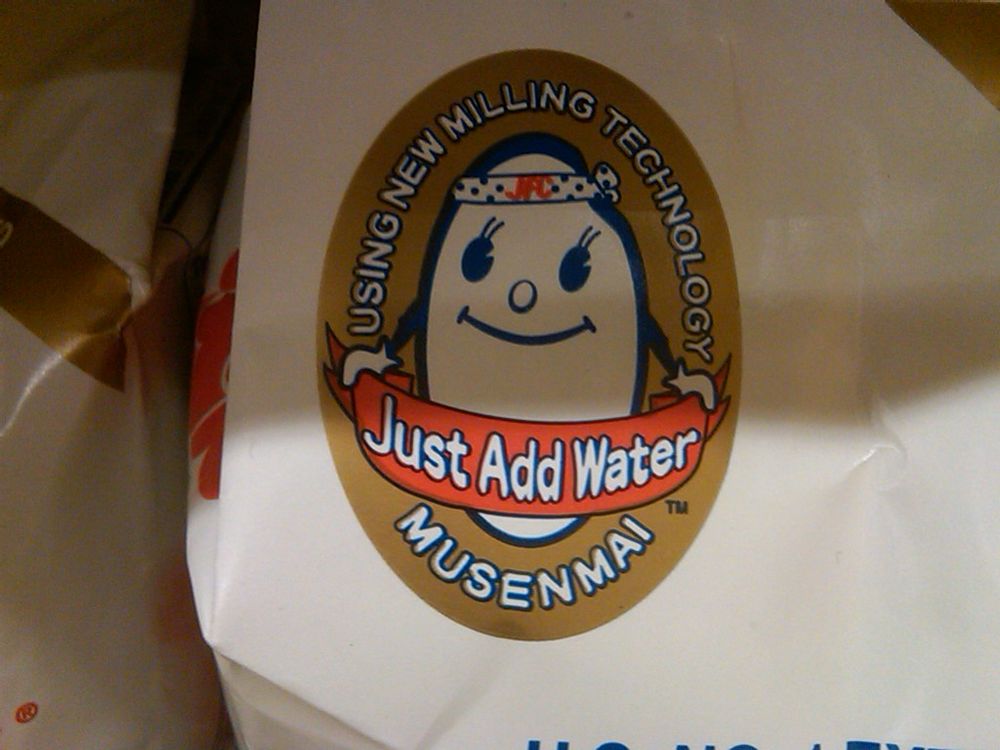 USING NEW MILLING TECHNOLOGY
JFC
Just Add Water
TM
MUSENMAI
®